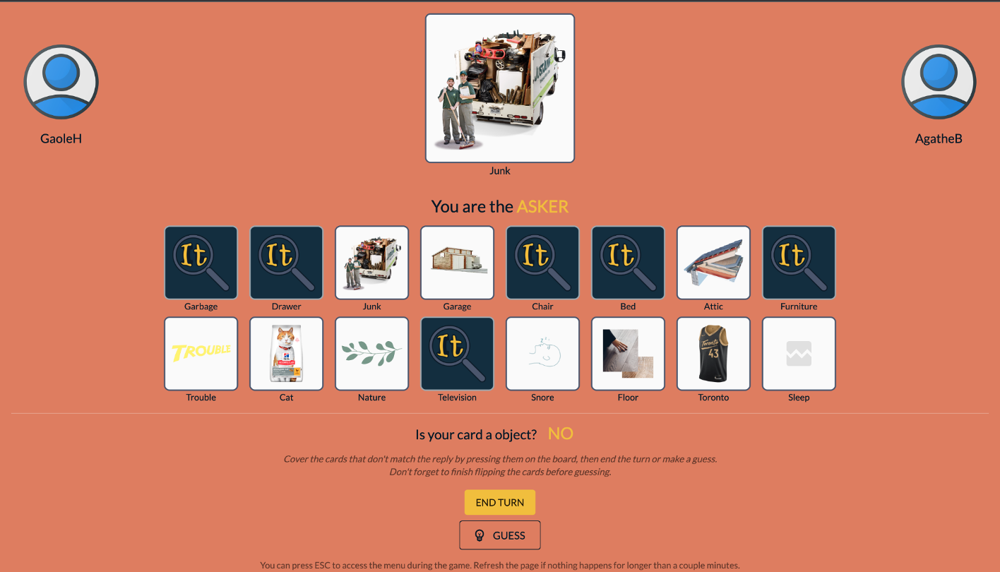 GaoleH
AgatheB
Junk
You are the ASKER
It It It It It
Garbage Drawer Junk Garage Chair Bed Attic Furniture
TROUBLE It Toronto
43
Trouble Cat Nature Television Snore Floor Toronto Sleep
Is your card a object? NO
Cover the cards that don't match the reply by pressing them on the board, then end the turn or make a guess.
Don't forget to finish flipping the cards before guessing.
END TURN
GUESS
You can press ESC to access the menu during the game. Refresh the page if nothing happens for longer than a couple minutes.